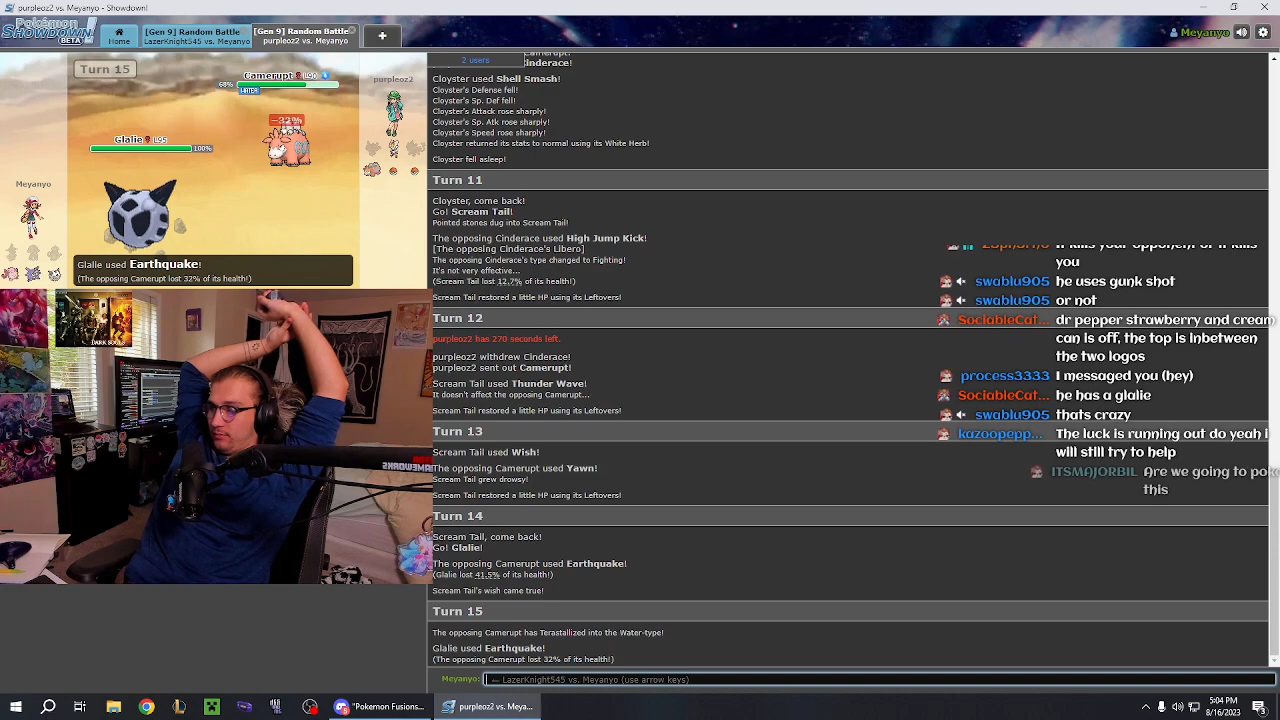 Pokémon
SHOWDOWN
BETA
Home
[Gen 9] Random Battle
LazerKnight545 vs. Meyanyo
[Gen 9] Random Battle
purpleoz2 vs. Meyanyo
Meyanyo
Turn 15
Camerupt L90
68%
WATER
-32%
Glalie L95
100%
purpleoz2
Meyanyo
Glalie used Earthquake!
(The opposing Camerupt lost 32% of its health!)
DARK SOULS
2 users
Cloyster used Shell Smash!
Cloyster's Defense fell!
Cloyster's Sp. Def fell!
Cloyster's Attack rose sharply!
Cloyster's Sp. Atk rose sharply!
Cloyster's Speed rose sharply!
Cloyster returned its stats to normal using its White Herb!
Cloyster fell asleep!
Turn 11
Cloyster, come back!
Go! Scream Tail!
Pointed stones dug into Scream Tail!
The opposing Cinderace used High Jump Kick!
[The opposing Cinderace's Libero]
The opposing Cinderace's type changed to Fighting!
It's not very effective...
(Scream Tail lost 12.7% of its health!)
Scream Tail restored a little HP using its Leftovers!
Turn 12
purpleoz2 has 270 seconds left.
purpleoz2 withdrew Cinderace!
purpleoz2 sent out Camerupt!
Scream Tail used Thunder Wave!
It doesn't affect the opposing Camerupt...
Scream Tail restored a little HP using its Leftovers!
Turn 13
Scream Tail used Wish!
The opposing Camerupt used Yawn!
Scream Tail grew drowsy!
Scream Tail restored a little HP using its Leftovers!
Turn 14
Scream Tail, come back!
Go! Glalie!
The opposing Camerupt used Earthquake!
(Glalie lost 41.5% of its health!)
Scream Tail's wish came true!
Turn 15
The opposing Camerupt has Terastallized into the Water-type!
Glalie used Earthquake!
(The opposing Camerupt lost 32% of its health!)
Meyanyo: ← LazerKnight545 vs. Meyanyo (use arrow keys)
you
swablu905 he uses gunk shot
swablu905 or not
SociableCat... dr pepper strawberry and cream
can is off, the top is inbetween
the two logos
process3333 I messaged you (hey)
SociableCat... he has a glalie
swablu905 thats crazy
kazoopepp... The luck is running out do yeah i
will still try to help
ITSMAJORBIL Are we going to
this
"Pokemon Fusions...
purpleoz2 vs. Meya...
5:04 PM
8/16/2023